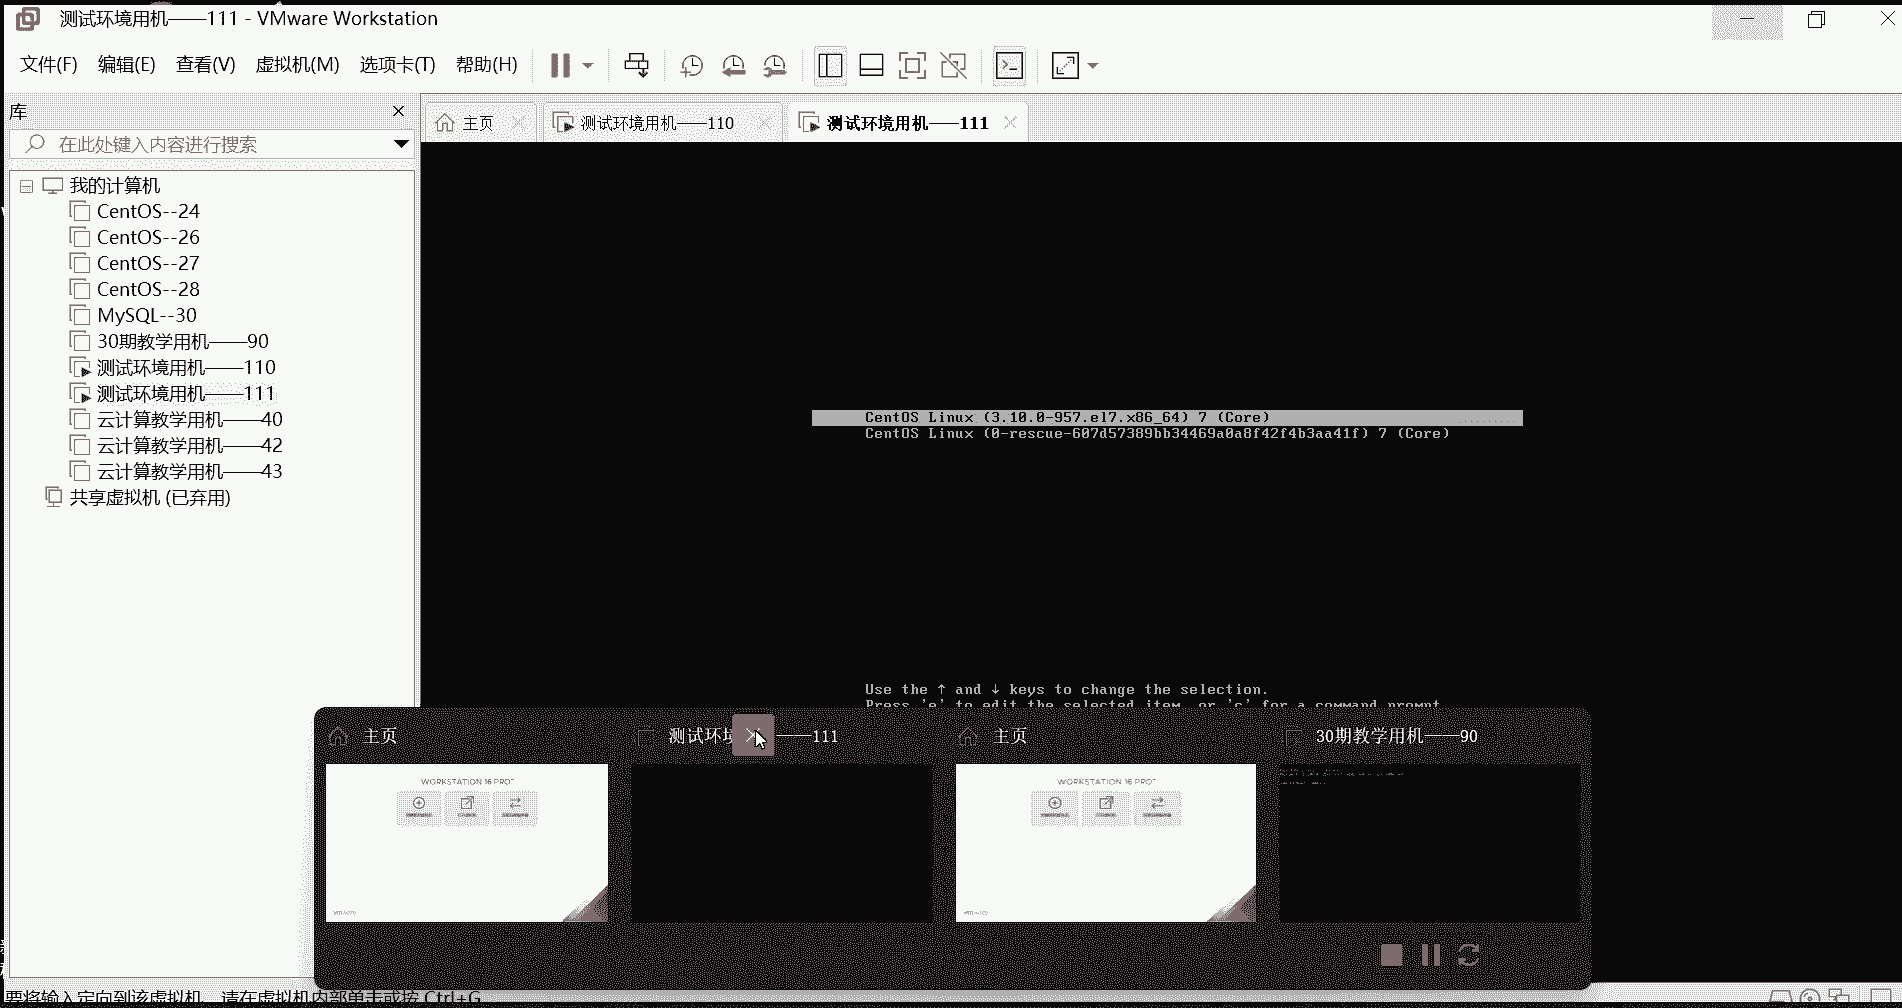 测试环境用机——111 - VMware Workstation
文件(F) 编辑(E) 查看(V) 虚拟机(M) 选项卡(T) 帮助(H)
库
在此处键入内容进行搜索
主页
测试环境用机——110
测试环境用机——111
我的计算机
CentOS--24
CentOS--26
CentOS--27
CentOS--28
MySQL--30
30期教学用机——90
测试环境用机——110
测试环境用机——111
云计算教学用机——40
云计算教学用机——42
云计算教学用机——43
共享虚拟机 (已弃用)
CentOS Linux (3.10.0-957.el7.x86_64) 7 (Core)
CentOS Linux (0-rescue-607d57389bb34469a0a8f42f4b3aa41f) 7 (Core)
Use the ↑ and ↓ keys to change the selection.
Press 'e' to edit the selected item, or 'c' for a command prompt
主页
测试环境——111
主页
30期教学用机——90
WORKSTATION 16 PRO™
WORKSTATION 16 PRO™
要将输入定向到该虚拟机，请在虚拟机内部单击或按 Ctrl+G